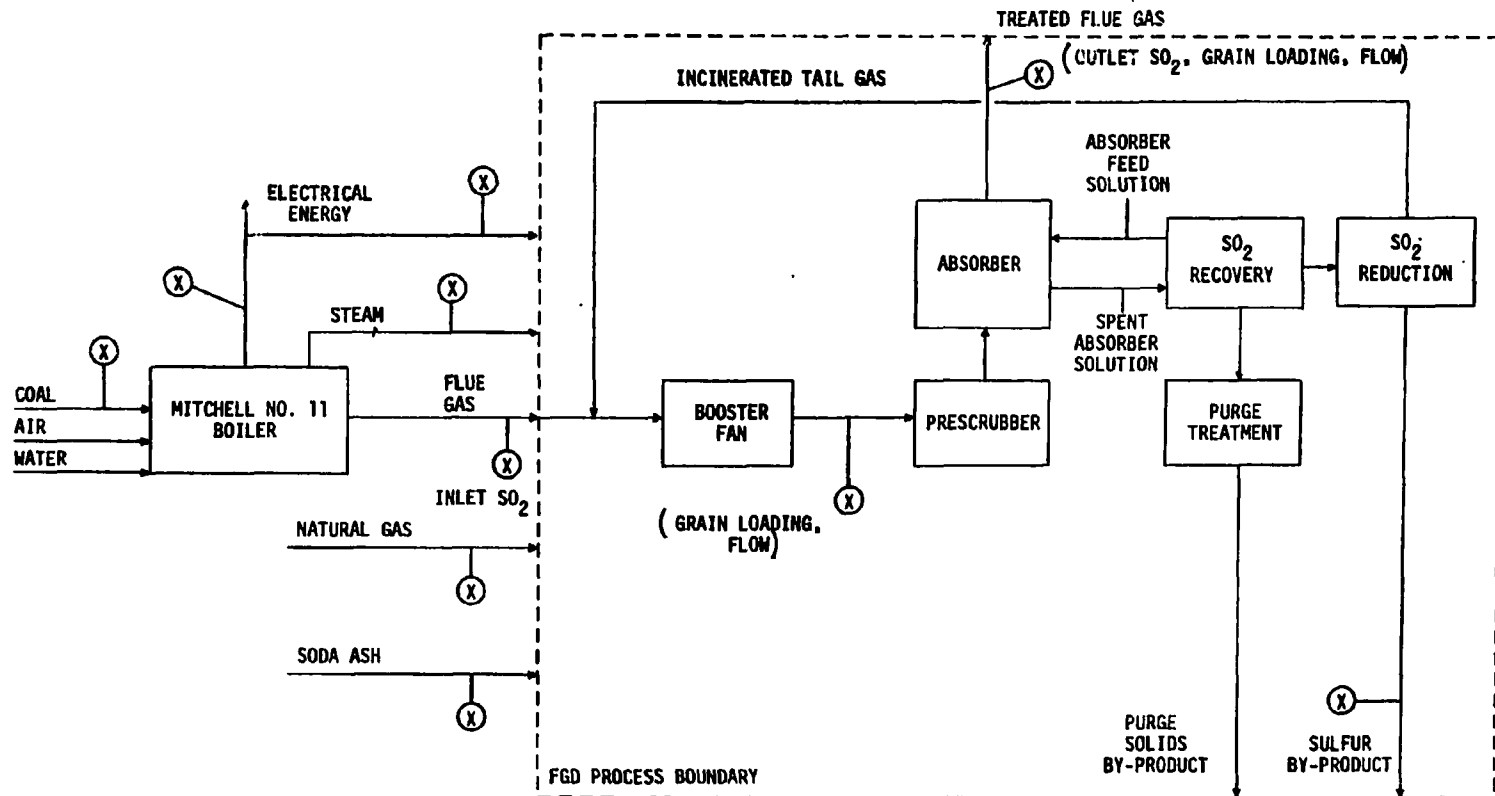 TREATED FLUE GAS
(OUTLET SO2, GRAIN LOADING, FLOW)
X
INCINERATED TAIL GAS
ABSORBER
FEED
SOLUTION
X
ELECTRICAL
ENERGY
ABSORBER
SO2
RECOVERY
SO2
REDUCTION
X
X
STEAM
SPENT
ABSORBER
SOLUTION
X
COAL
AIR
WATER
MITCHELL NO. 11
BOILER
FLUE
GAS
BOOSTER
FAN
PRESCRUBBER
PURGE
TREATMENT
X
INLET SO2
X
(GRAIN LOADING,
FLOW)
NATURAL GAS
X
SODA ASH
X
X
PURGE
SOLIDS
BY-PRODUCT
SULFUR
BY-PRODUCT
FGD PROCESS BOUNDARY